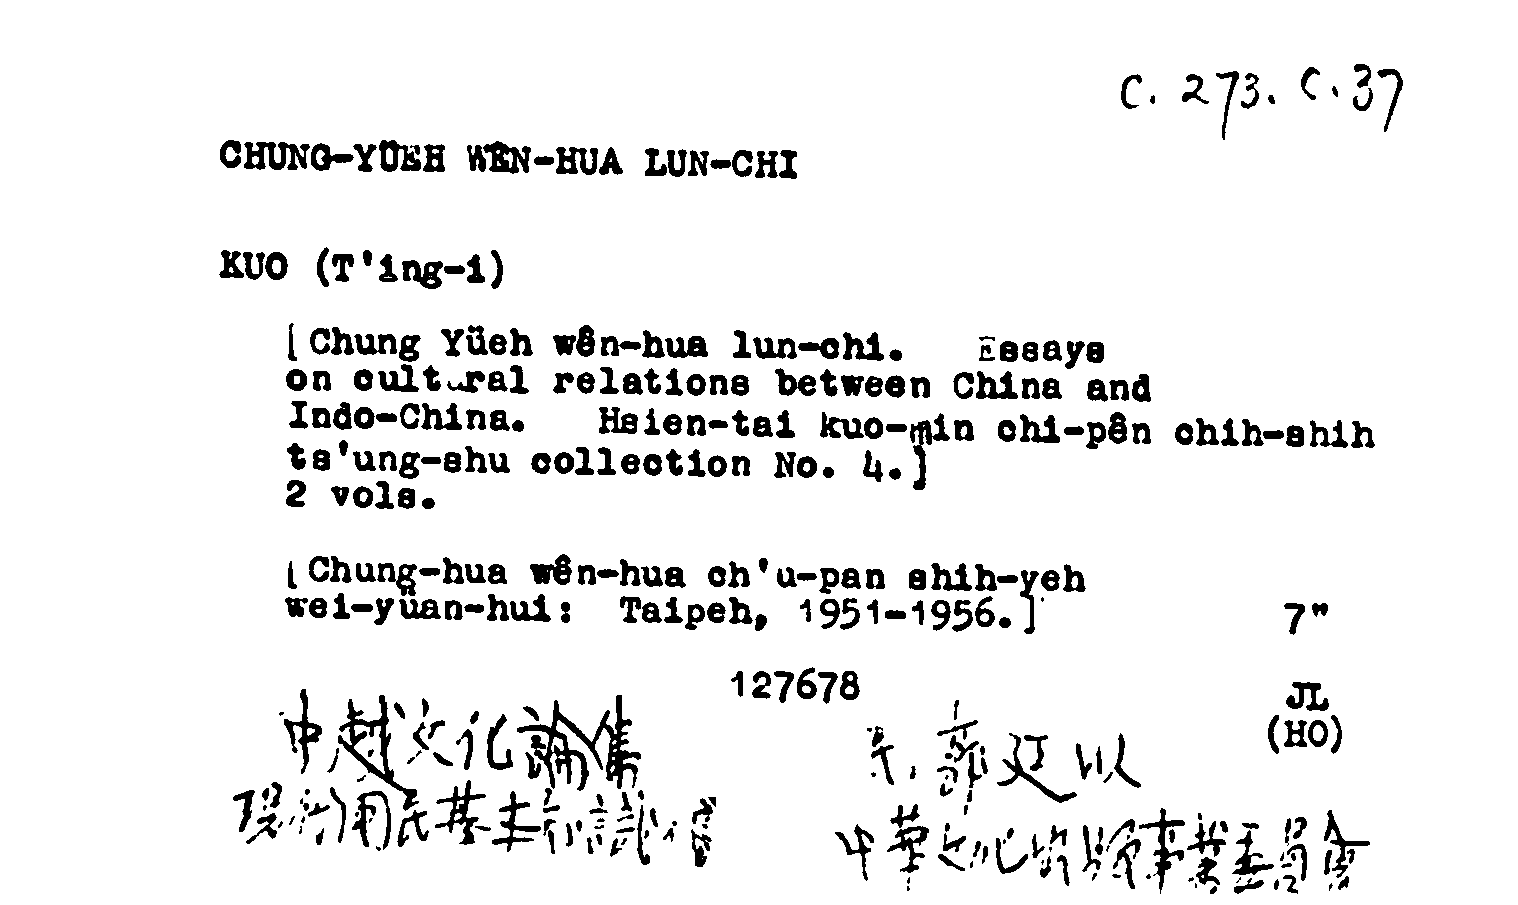 C. 273. C. 37
CHUNG-YÜEH WÊN-HUA LUN-CHI
KUO (T'ing-i)
[Chung Yüeh wên-hua lun-chi. Essays
on cultural relations between China and
Indo-China. Hsien-tai kuo-min chi-pên chih-shih
ts'ung-shu collection No. 4.]
2 vols.
[Chung-hua wên-hua ch'u-pan shih-yeh
wei-yüan-hui: Taipeh, 1951-1956.]
7"
127678
JL
(HO)
中越文化論集
郭廷以
現代國民基本知識叢書
中華文化出版事業委員會